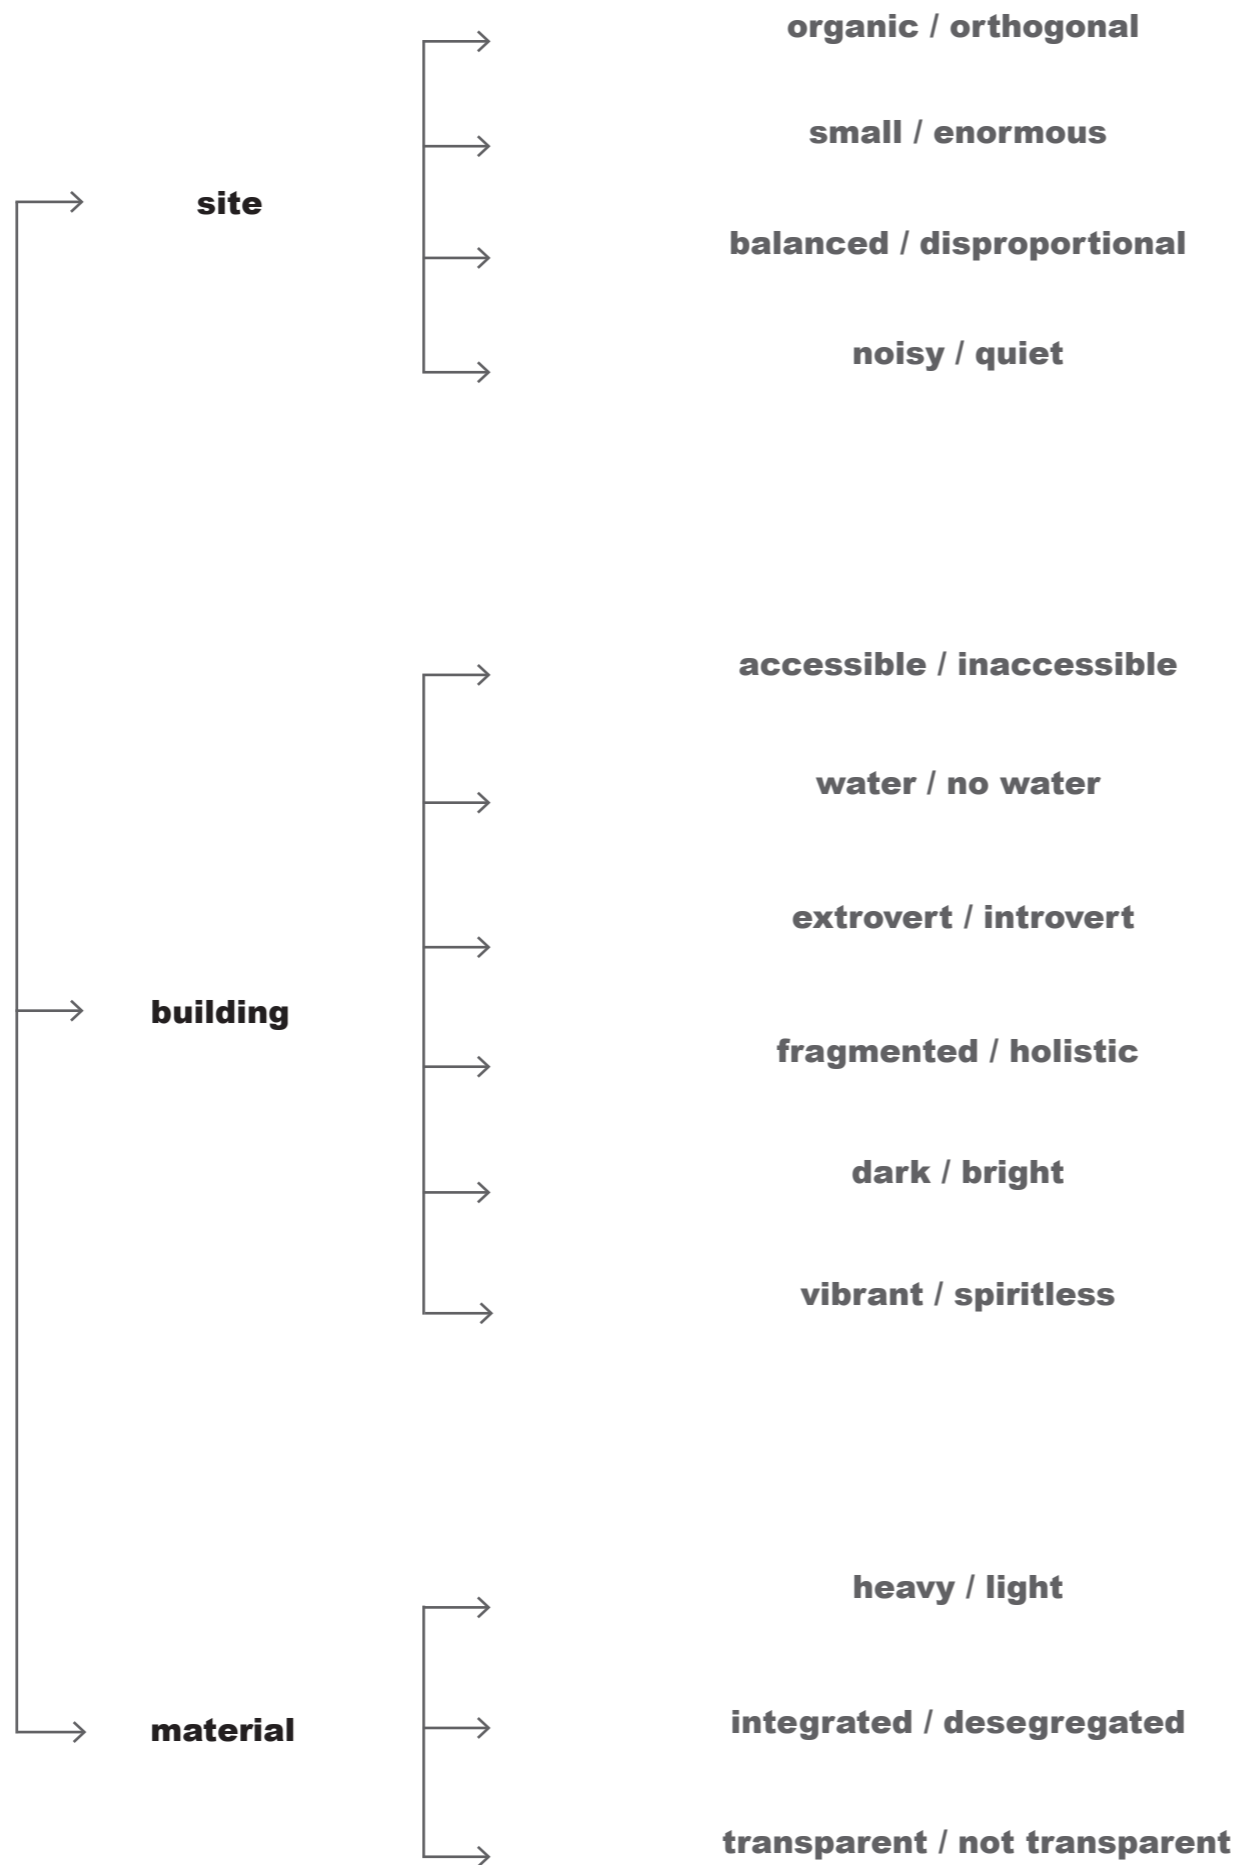 organic / orthogonal
small / enormous
site
balanced / disproportional
noisy / quiet
accessible / inaccessible
water / no water
extrovert / introvert
building
fragmented / holistic
dark / bright
vibrant / spiritless
heavy / light
material
integrated / desegregated
transparent / not transparent